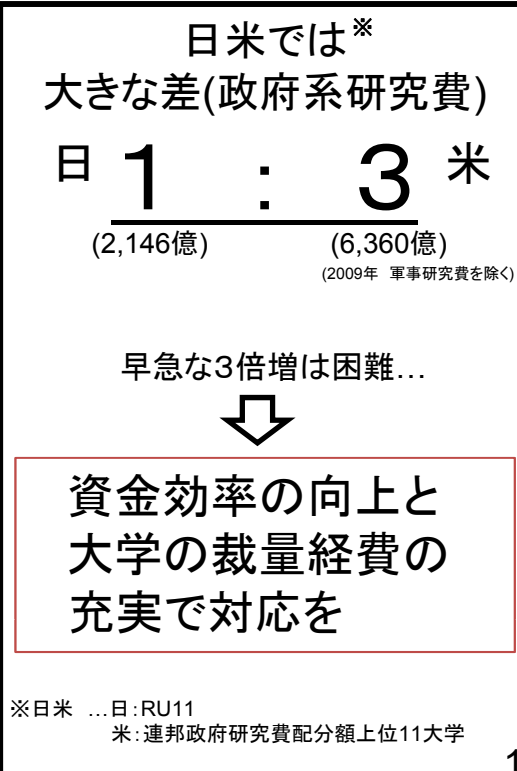 日米では※
大きな差(政府系研究費)
日 1 : 3 米
(2,146億) (6,360億)
(2009年 軍事研究費を除く)
早急な3倍増は困難…
資金効率の向上と
大学の裁量経費の
充実で対応を
※日米 …日:RU11
米:連邦政府研究費配分額上位11大学
1